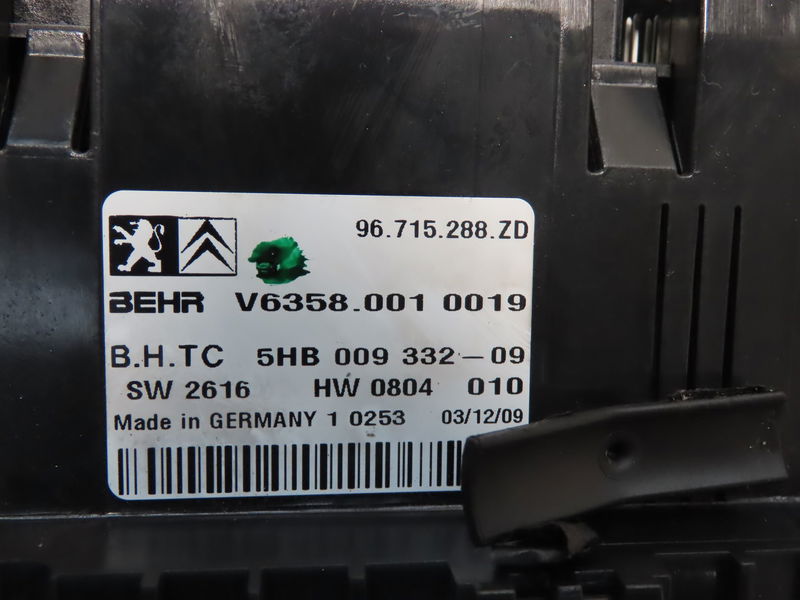 96.715.288.ZD
BEHR V6358.001 0019
B.H.TC 5HB 009 332-09
SW 2616 HW 0804 010
Made in GERMANY 1 0253 03/12/09